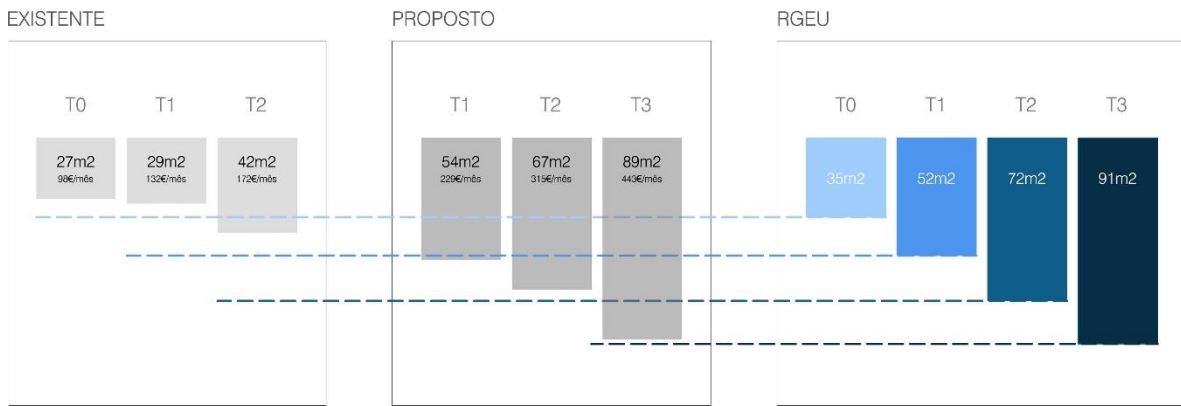 EXISTENTE
T0 T1 T2
27m2 29m2 42m2
98€/mês 132€/mês 172€/mês
PROPOSTO
T1 T2 T3
54m2 67m2 89m2
229€/mês 315€/mês 443€/mês
RGEU
T0 T1 T2 T3
35m2 52m2 72m2 91m2